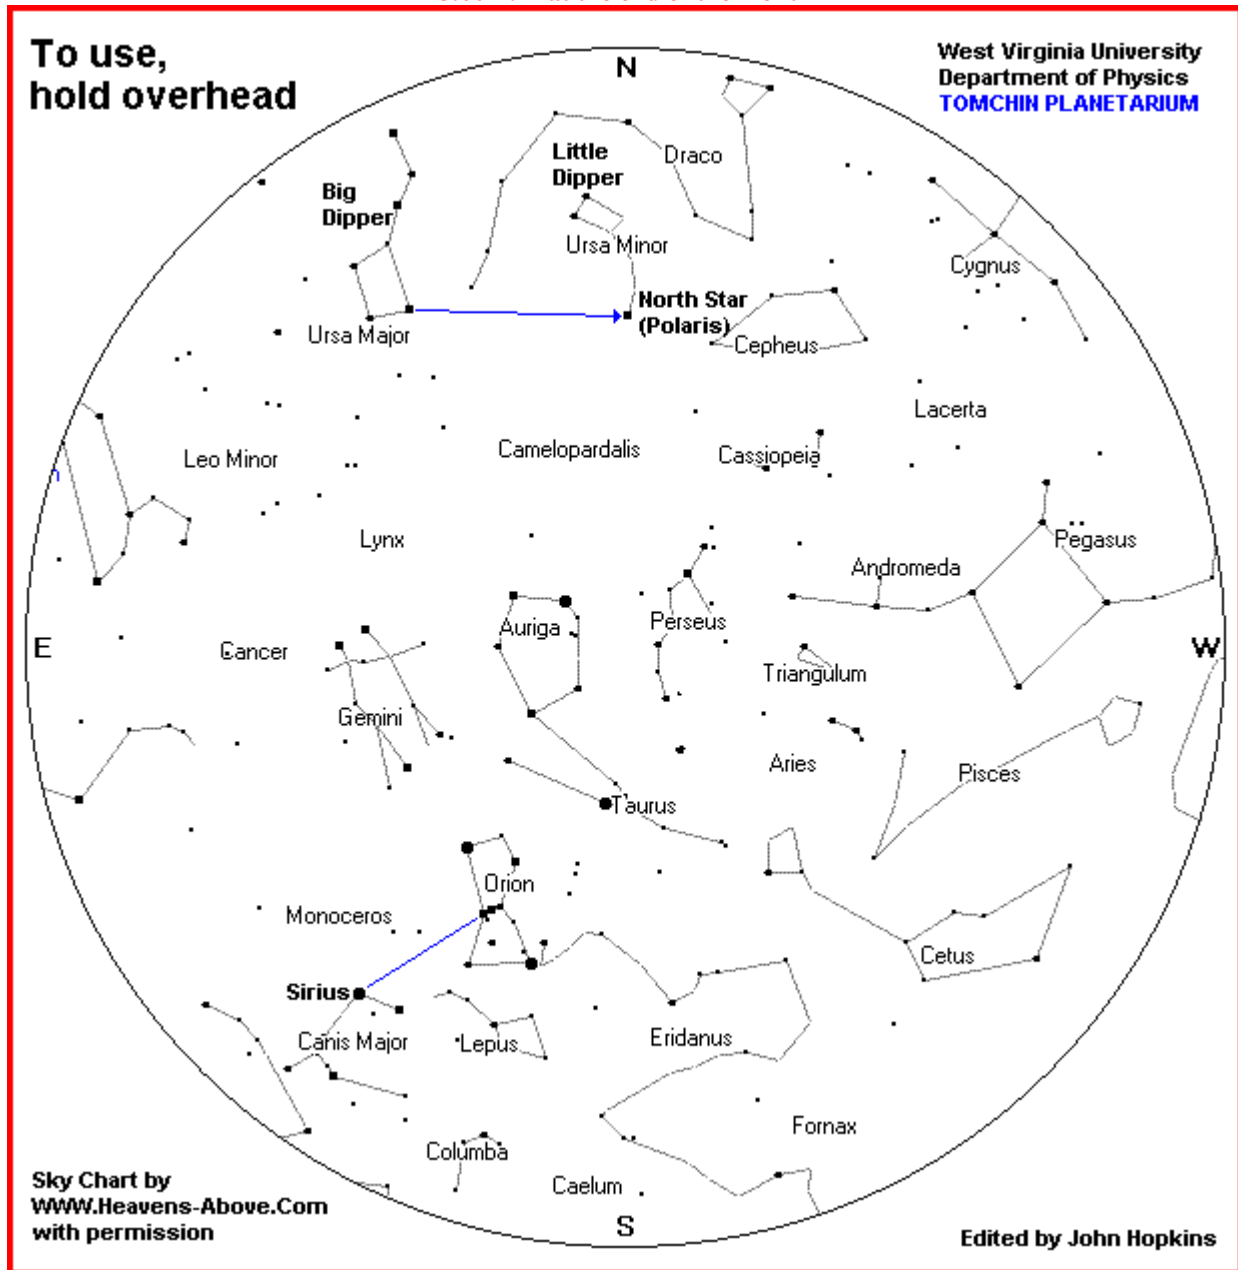 To use,
hold overhead
West Virginia University
Department of Physics
TOMCHIN PLANETARIUM
N
Little
Dipper
Draco
Big
Dipper
Ursa Minor
Cygnus
North Star
(Polaris)
Ursa Major
Cepheus
Lacerta
Leo Minor
Camelopardalis
Cassiopeia
Lynx
Pegasus
Andromeda
Auriga
Perseus
E
Cancer
W
Triangulum
Gemini
Aries
Pisces
Taurus
Orion
Monoceros
Cetus
Sirius
Canis Major
Lepus
Eridanus
Fornax
Columba
Caelum
S
Sky Chart by
WWW.Heavens-Above.Com
with permission
Edited by John Hopkins